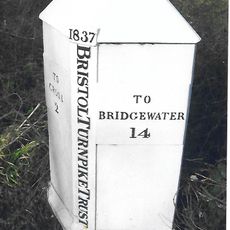 1837
BRISTOL TURNPIKE TRUST
TO
CROSS
2
TO
BRIDGEWATER
14